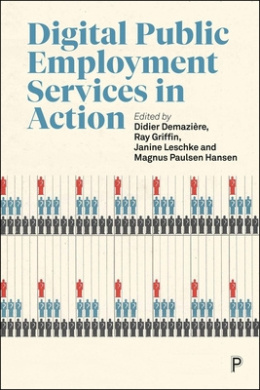 Digital Public
Employment
Services in
Action
Edited by
Didier Demazière,
Ray Griffin,
Janine Leschke and
Magnus Paulsen Hansen
P